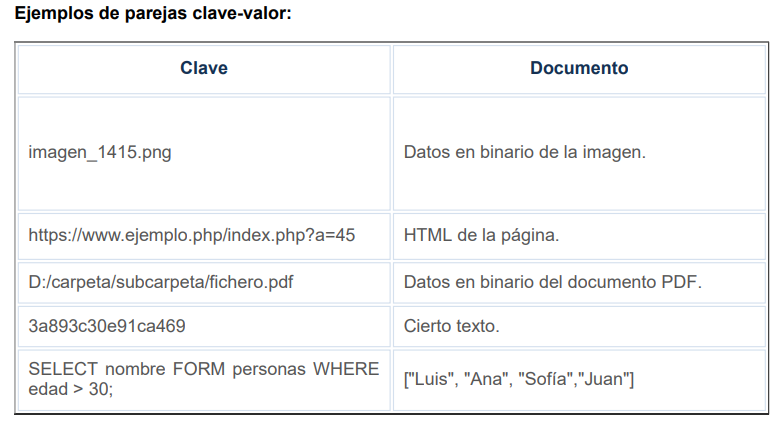 Ejemplos de parejas clave-valor:
Clave
Documento
imagen_1415.png
Datos en binario de la imagen.
https://www.ejemplo.php/index.php?a=45
HTML de la página.
D:/carpeta/subcarpeta/fichero.pdf
Datos en binario del documento PDF.
3a893c30e91ca469
Cierto texto.
SELECT nombre FORM personas WHERE
edad > 30;
["Luis", "Ana", "Sofía","Juan"]